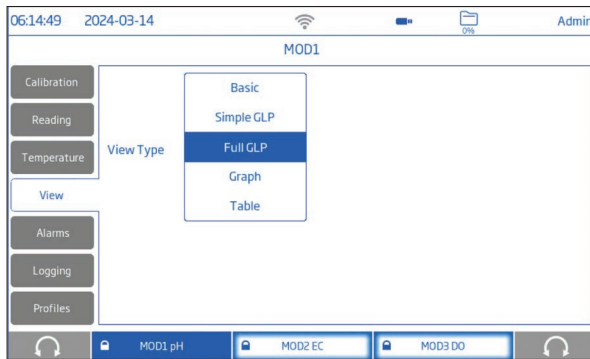 06:14:49 2024-03-14 0% Admin
MOD1
Calibration
Reading
Temperature
View
Alarms
Logging
Profiles
View Type
Basic
Simple GLP
Full GLP
Graph
Table
MOD1 pH MOD2 EC MOD3 DO